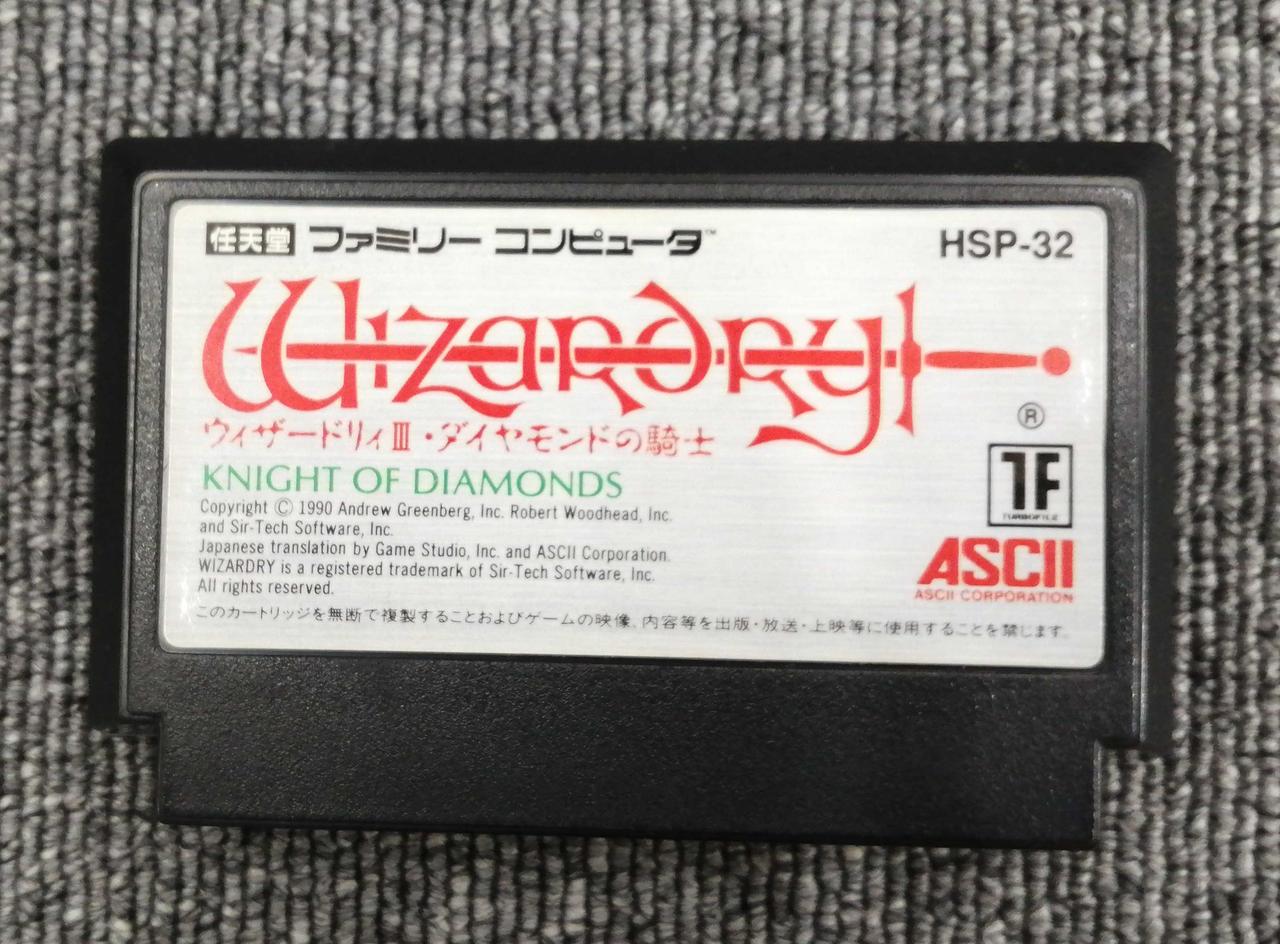 任天堂 ファミリー コンピュータ™ HSP-32
Wizardry
®
ウィザードリィⅢ・ダイヤモンドの騎士
KNIGHT OF DIAMONDS
Copyright © 1990 Andrew Greenberg, Inc. Robert Woodhead, Inc.
and Sir-Tech Software, Inc.
Japanese translation by Game Studio, Inc. and ASCII Corporation.
WIZARDRY is a registered trademark of Sir-Tech Software, Inc.
All rights reserved.
TF
TURBOFILE
ASCII
ASCII CORPORATION
このカートリッジを無断で複製することおよびゲームの映像、内容等を出版・放送・上映等に使用することを禁じます。